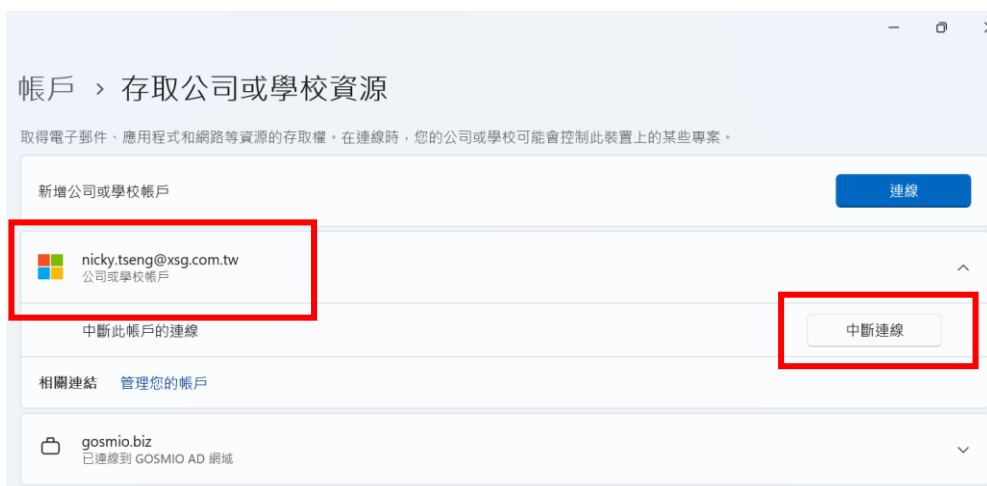 帳戶 › 存取公司或學校資源
取得電子郵件、應用程式和網路等資源的存取權。在連線時，您的公司或學校可能會控制此裝置上的某些專案。
新增公司或學校帳戶
連線
nicky.tseng@xsg.com.tw
公司或學校帳戶
中斷此帳戶的連線
中斷連線
相關連結 管理您的帳戶
gosmio.biz
已連線到 GOSMIO AD 網域